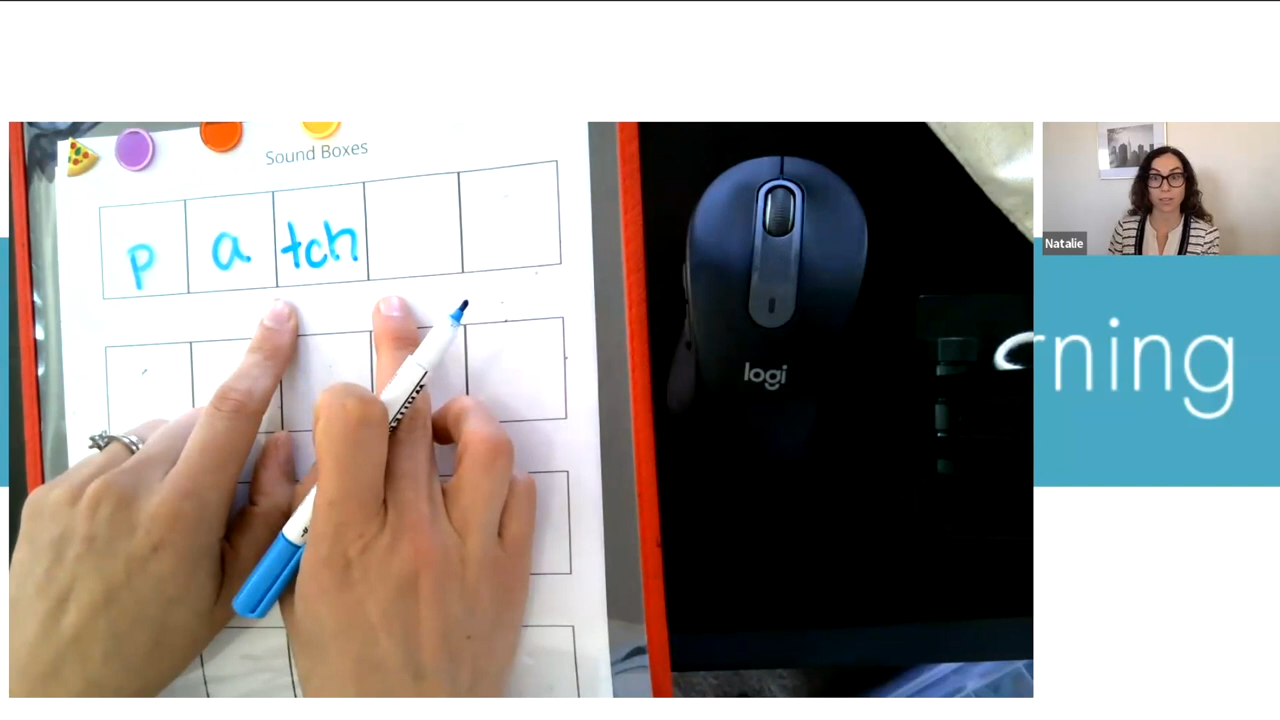 Sound Boxes
p a tch
logi
Natalie
rning